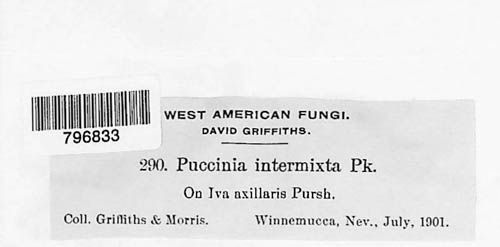 WEST AMERICAN FUNGI.
DAVID GRIFFITHS.
796833
290. Puccinia intermixta Pk.
On Iva axillaris Pursh.
Coll. Griffiths & Morris. Winnemucca, Nev., July, 1901.